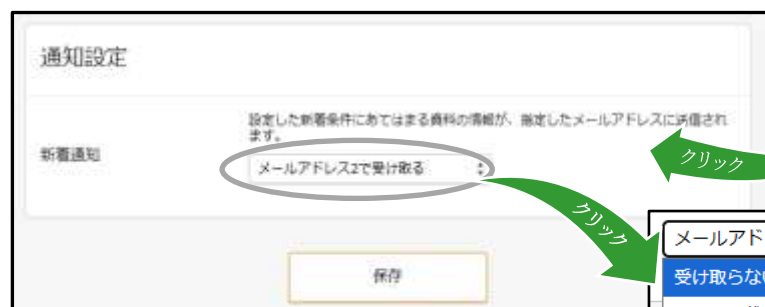 通知設定
設定した新着条件にあてはまる資料の情報が、指定したメールアドレスに送信され
ます。
新着通知
メールアドレス2で受け取る
クリック
クリック
メールアド
受け取らない
保存